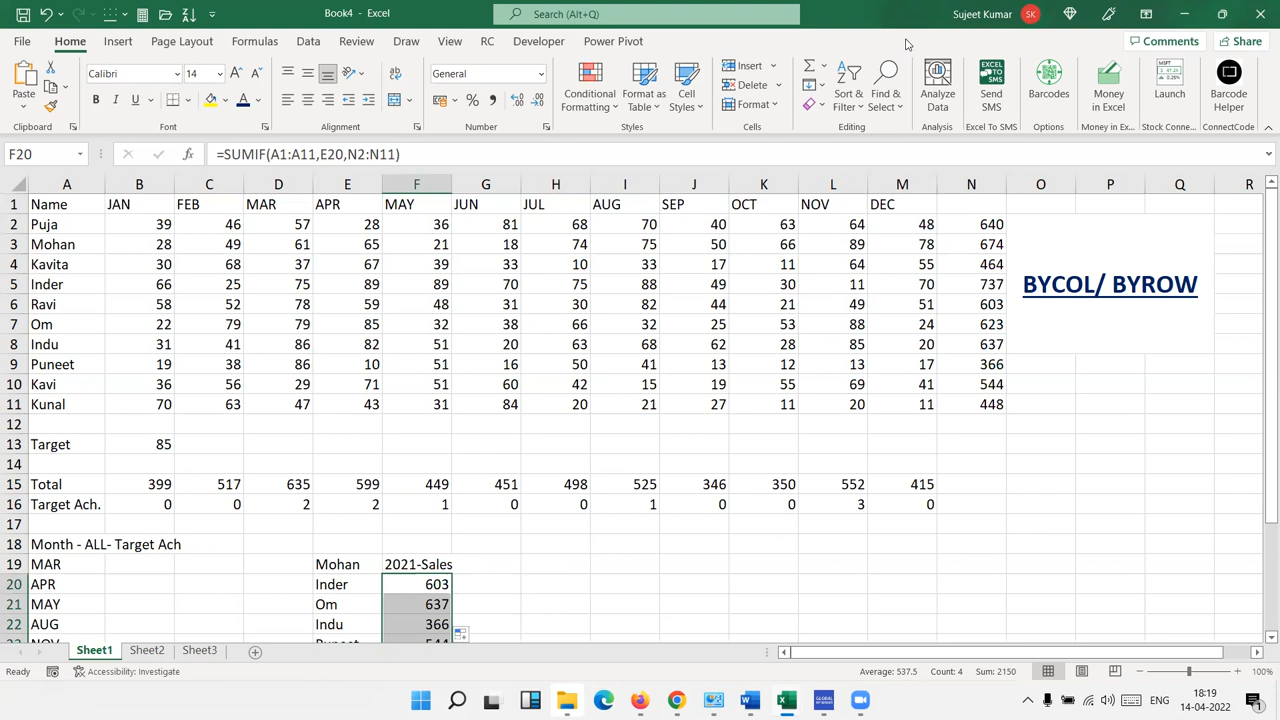 Book4 - Excel
Search (Alt+Q)
Sujeet Kumar SK
File Home Insert Page Layout Formulas Data Review View RC Developer Help Power Pivot
Comments Share
Paste
Calibri 14
B I U
General
Conditional Formatting Format as Table Cell Styles
Insert
Delete
Format
Sort & Filter Find & Select
Analyze Data
EXCEL TO SMS
Send SMS
Barcodes
Money in Excel
MSFT
Launch
Barcode Helper
Clipboard Font Alignment Number Styles Cells Editing Analysis Excel To SMS Options Money in Ex... Stock Conne... ConnectCode
F20 fx =SUMIF(A1:A11,E20,N2:N11)
A B C D E F G H I J K L M N O P Q R
1 Name JAN FEB MAR APR MAY JUN JUL AUG SEP OCT NOV DEC
2 Puja 39 46 57 28 36 81 68 70 40 63 64 48 640
3 Mohan 28 49 61 65 21 18 74 75 50 66 89 78 674
4 Kavita 30 68 37 67 39 33 10 33 17 11 64 55 464
5 Inder 66 25 75 89 89 70 75 88 49 30 11 70 737
BYCOL/ BYROW
6 Ravi 58 52 78 59 48 31 30 82 44 21 49 51 603
7 Om 22 79 79 85 32 38 66 32 25 53 88 24 623
8 Indu 31 41 86 82 51 20 63 68 62 28 85 20 637
9 Puneet 19 38 86 10 51 16 50 41 13 12 13 17 366
10 Kavi 36 56 29 71 51 60 42 15 19 55 69 41 544
11 Kunal 70 63 47 43 31 84 20 21 27 11 20 11 448
12
13 Target 85
14
15 Total 399 517 635 599 449 451 498 525 346 350 552 415
16 Target Ach. 0 0 2 2 1 0 0 1 0 0 3 0
17
18 Month - ALL- Target Ach
19 MAR Mohan 2021-Sales
20 APR Inder 603
21 MAY Om 637
22 AUG Indu 366
23 NOV Puneet 544
Sheet1 Sheet2 Sheet3
Ready Accessibility: Investigate Average: 537.5 Count: 4 Sum: 2150 100%
ENG 18:19
14-04-2022